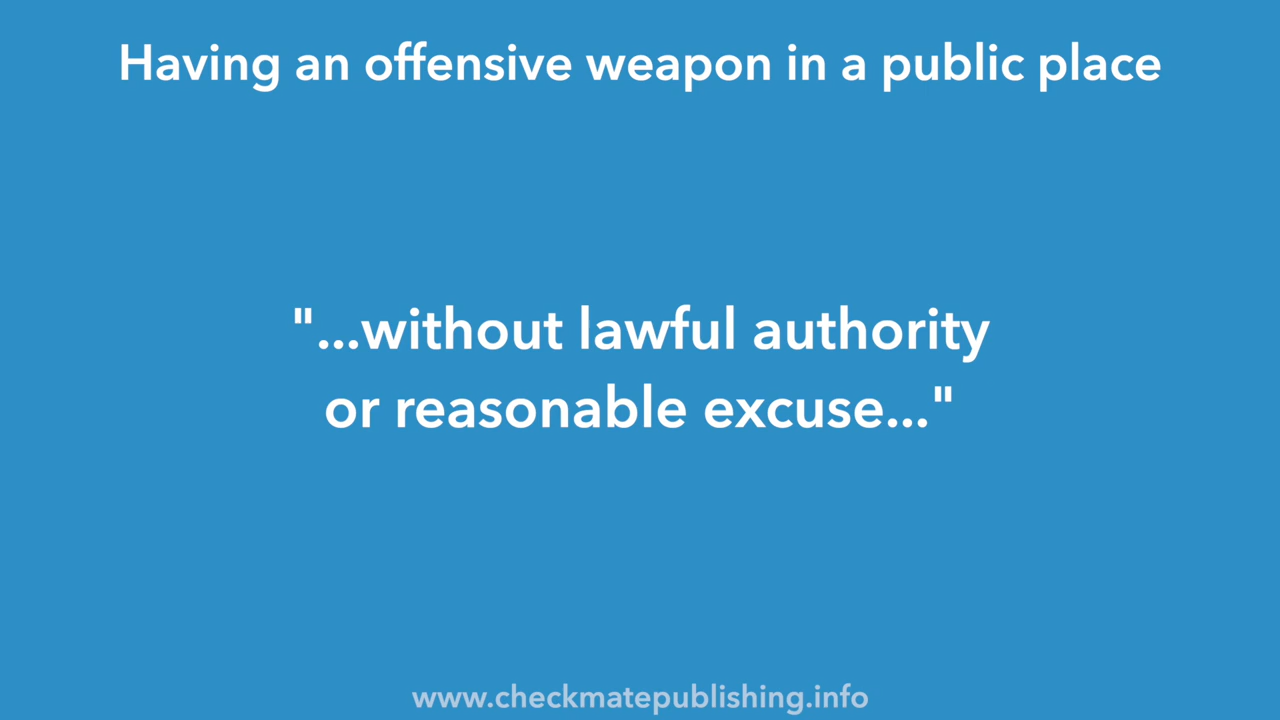 Having an offensive weapon in a public place
"...without lawful authority
or reasonable excuse..."
www.checkmatepublishing.info